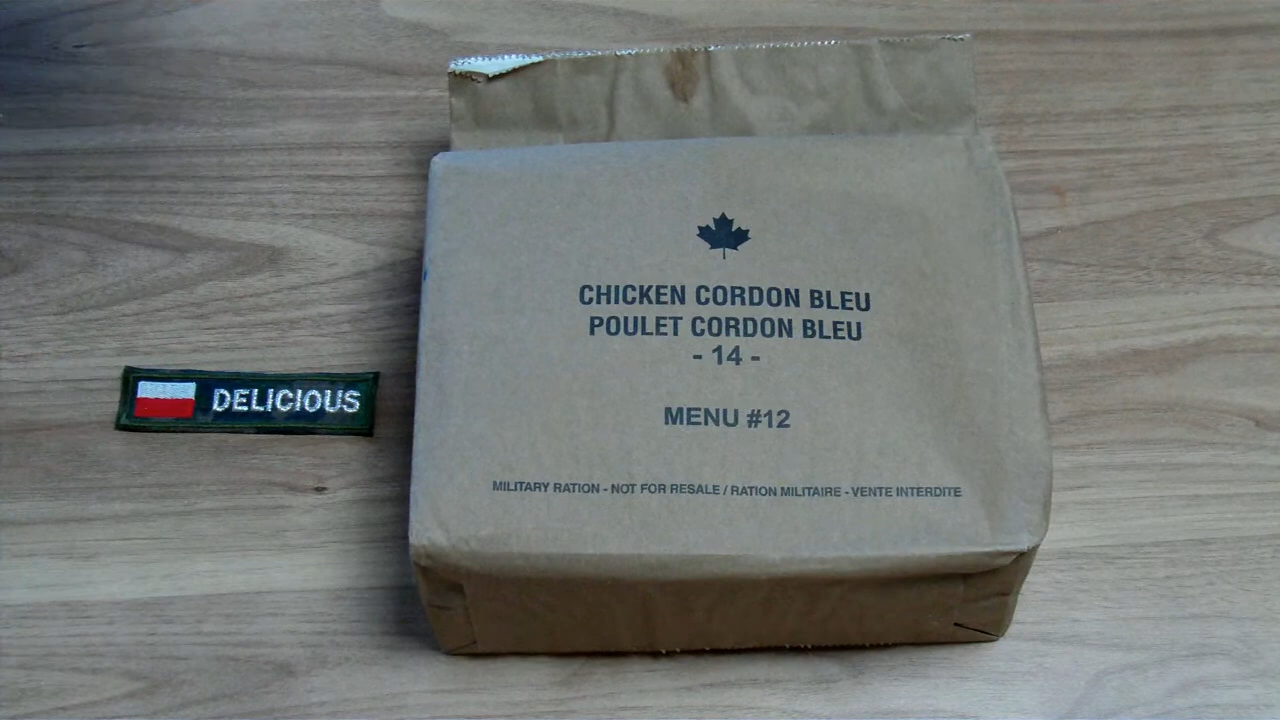 DELICIOUS
CHICKEN CORDON BLEU
POULET CORDON BLEU
- 14 -
MENU #12
MILITARY RATION - NOT FOR RESALE / RATION MILITAIRE - VENTE INTERDITE